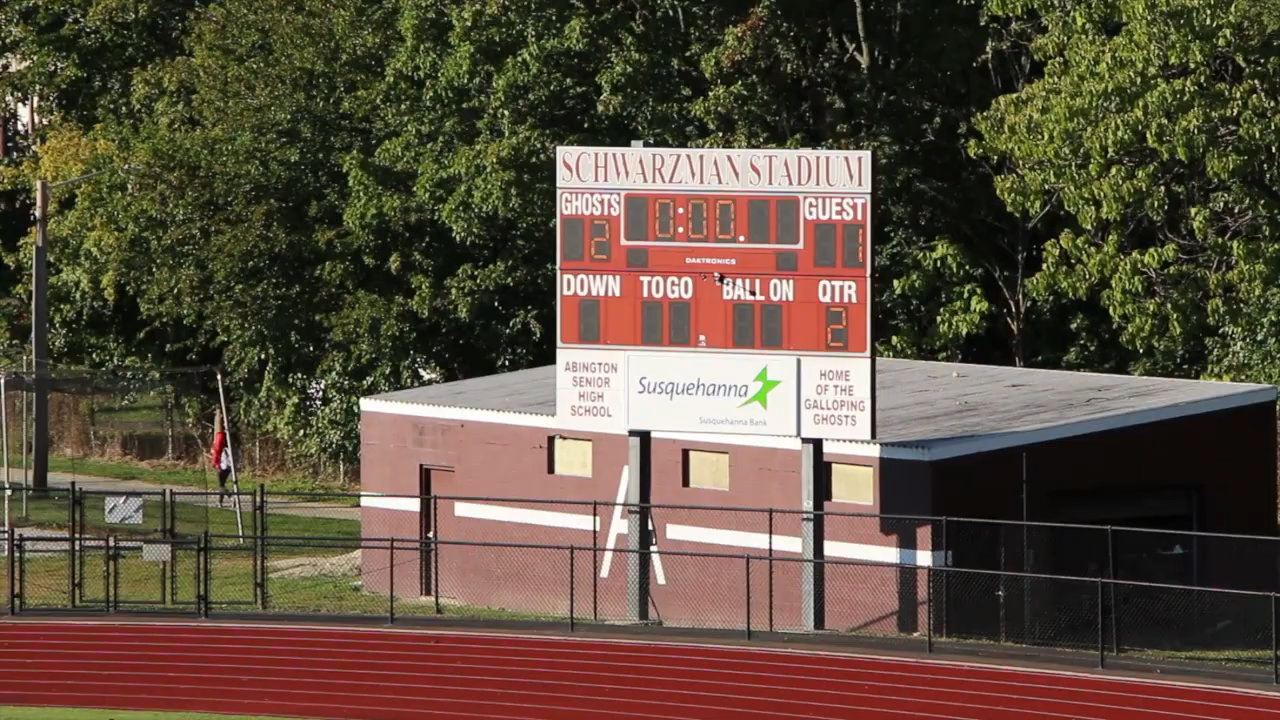 SCHWARZMAN STADIUM
GHOSTS 0:00. GUEST
2 1
DAKTRONICS
DOWN TO GO BALL ON QTR
2
ABINGTON
SENIOR
HIGH
SCHOOL
Susquehanna
Susquehanna Bank
HOME
OF THE
GALLOPING
GHOSTS
A